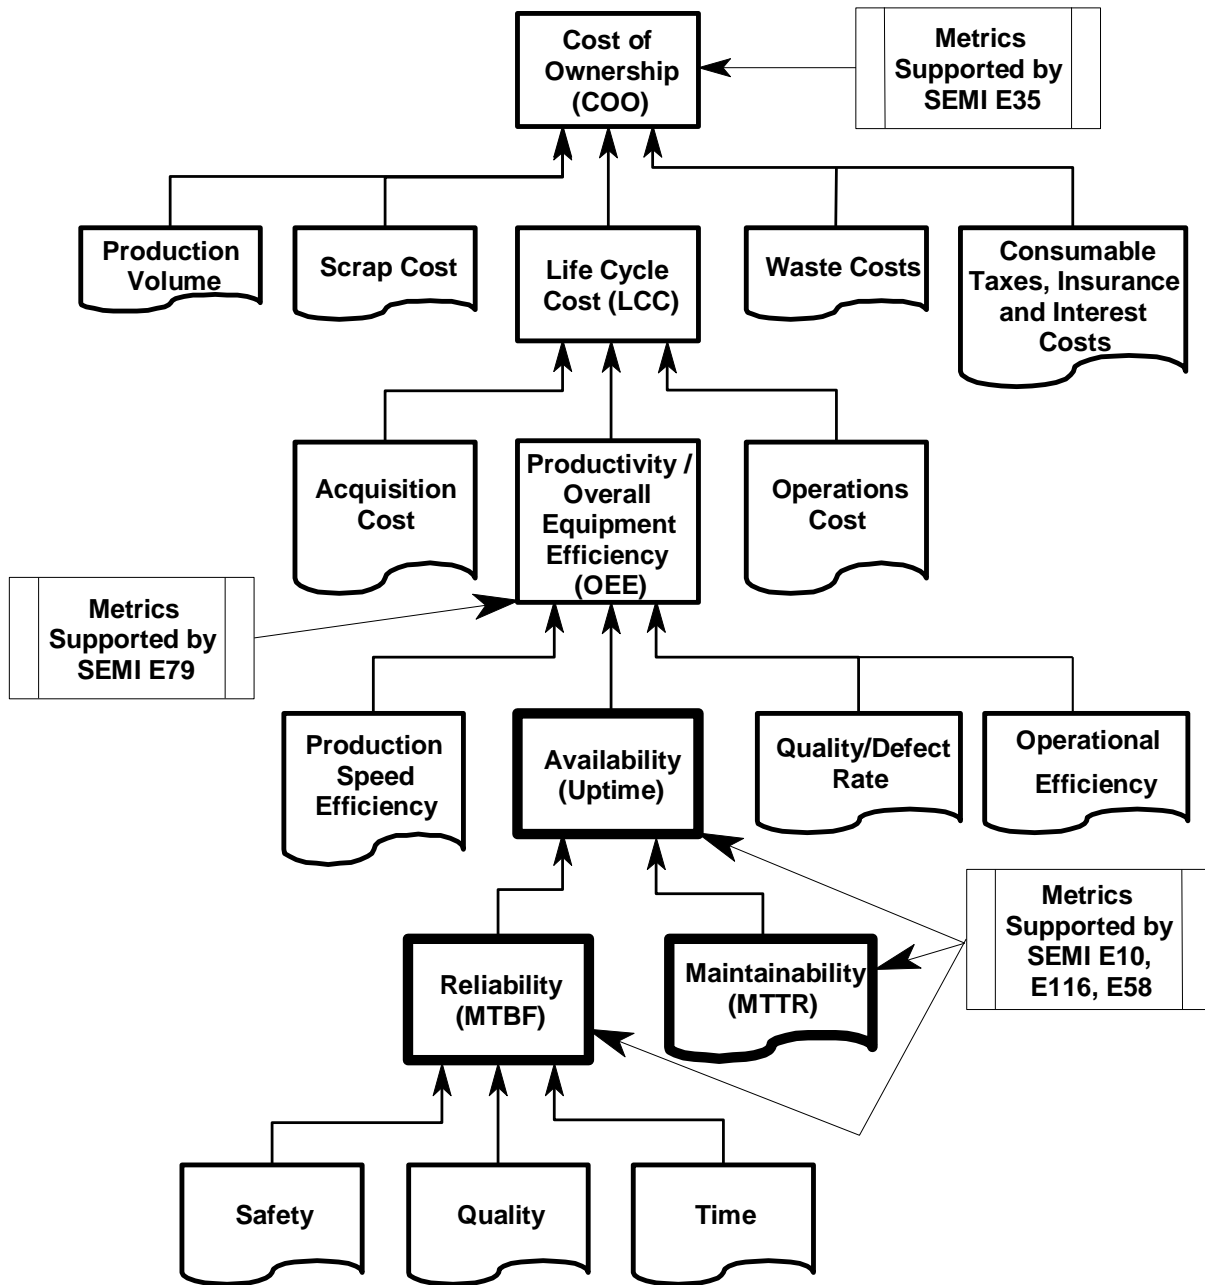 Cost of
Ownership
(COO)
Metrics
Supported by
SEMI E35
Production
Volume
Scrap Cost
Life Cycle
Cost (LCC)
Waste Costs
Consumable
Taxes, Insurance
and Interest
Costs
Acquisition
Cost
Productivity /
Overall
Equipment
Efficiency
(OEE)
Operations
Cost
Metrics
Supported by
SEMI E79
Production
Speed
Efficiency
Availability
(Uptime)
Quality/Defect
Rate
Operational
Efficiency
Metrics
Supported by
SEMI E10,
E116, E58
Reliability
(MTBF)
Maintainability
(MTTR)
Safety
Quality
Time